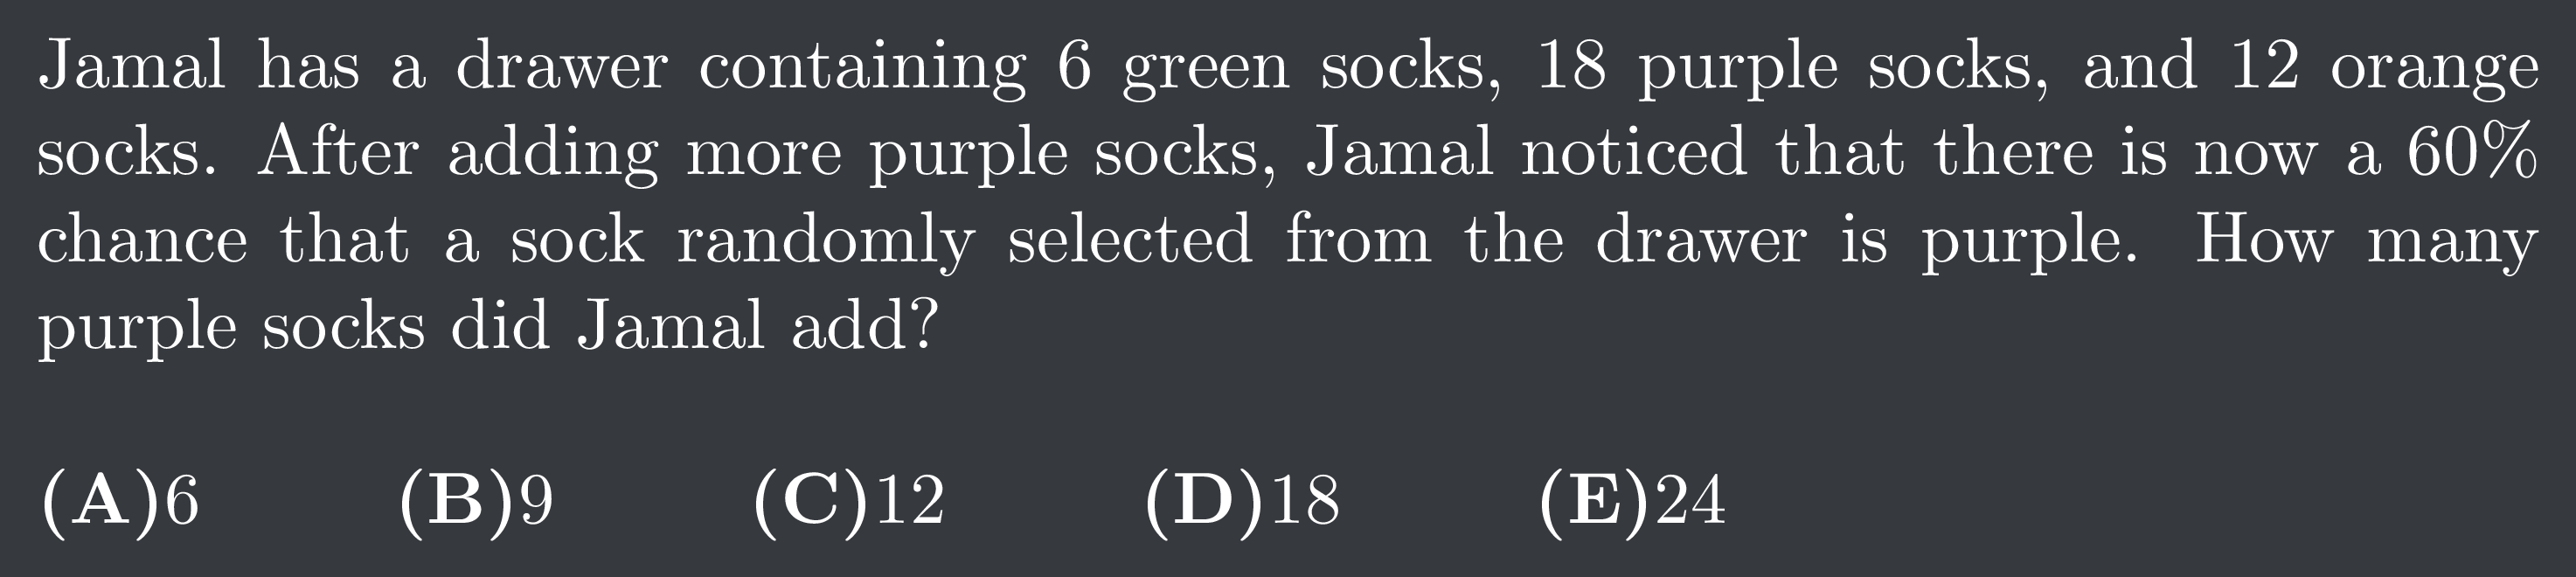 Jamal has a drawer containing 6 green socks, 18 purple socks, and 12 orange
socks. After adding more purple socks, Jamal noticed that there is now a 60%
chance that a sock randomly selected from the drawer is purple. How many
purple socks did Jamal add?
(A)6 (B)9 (C)12 (D)18 (E)24